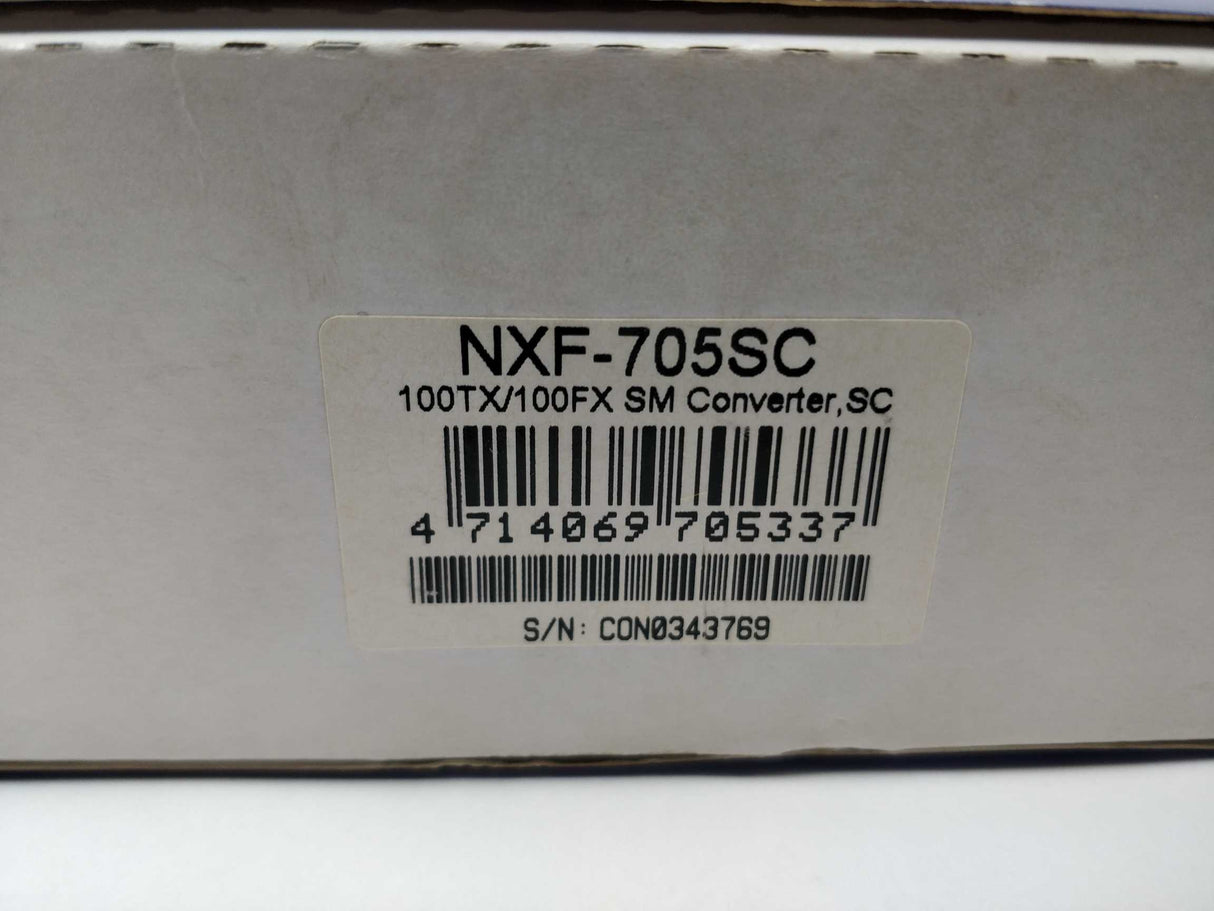 NXF-705SC
100TX/100FX SM Converter,SC
4 714069 705337
S/N: CON0343769